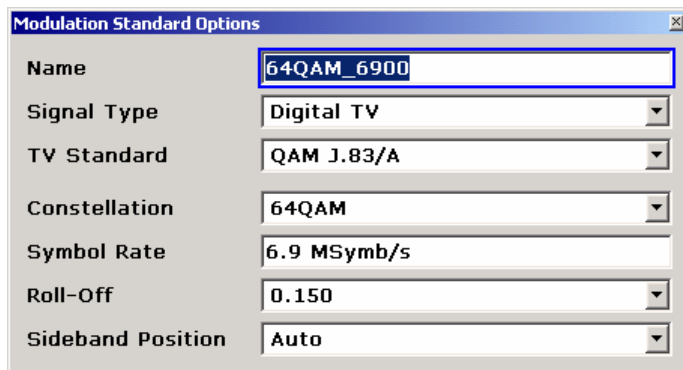 Modulation Standard Options
Name 64QAM_6900
Signal Type Digital TV
TV Standard QAM J.83/A
Constellation 64QAM
Symbol Rate 6.9 MSymb/s
Roll-Off 0.150
Sideband Position Auto